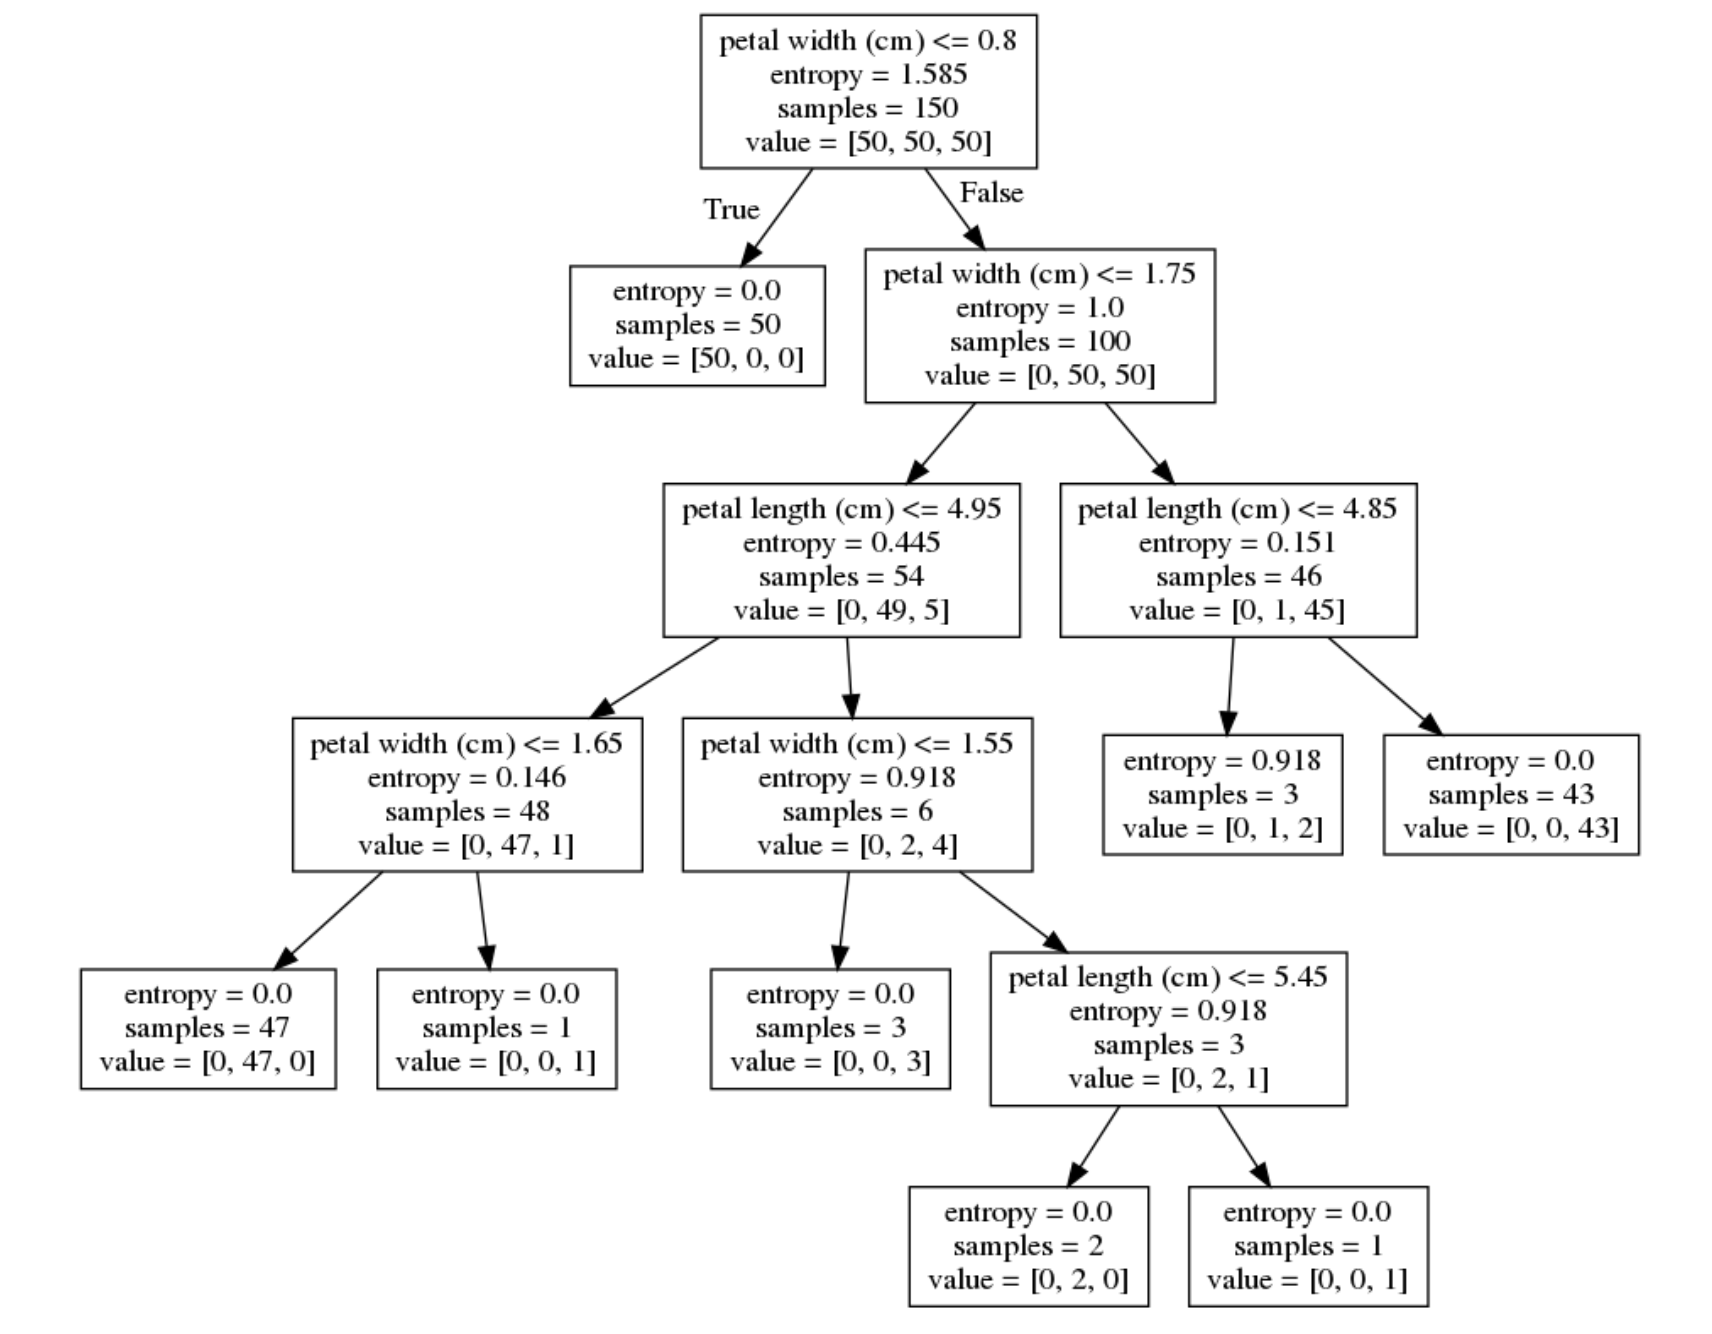 petal width (cm) <= 0.8
entropy = 1.585
samples = 150
value = [50, 50, 50]
True
False
entropy = 0.0
samples = 50
value = [50, 0, 0]
petal width (cm) <= 1.75
entropy = 1.0
samples = 100
value = [0, 50, 50]
petal length (cm) <= 4.95
entropy = 0.445
samples = 54
value = [0, 49, 5]
petal length (cm) <= 4.85
entropy = 0.151
samples = 46
value = [0, 1, 45]
petal width (cm) <= 1.65
entropy = 0.146
samples = 48
value = [0, 47, 1]
petal width (cm) <= 1.55
entropy = 0.918
samples = 6
value = [0, 2, 4]
entropy = 0.918
samples = 3
value = [0, 1, 2]
entropy = 0.0
samples = 43
value = [0, 0, 43]
entropy = 0.0
samples = 47
value = [0, 47, 0]
entropy = 0.0
samples = 1
value = [0, 0, 1]
entropy = 0.0
samples = 3
value = [0, 0, 3]
petal length (cm) <= 5.45
entropy = 0.918
samples = 3
value = [0, 2, 1]
entropy = 0.0
samples = 2
value = [0, 2, 0]
entropy = 0.0
samples = 1
value = [0, 0, 1]